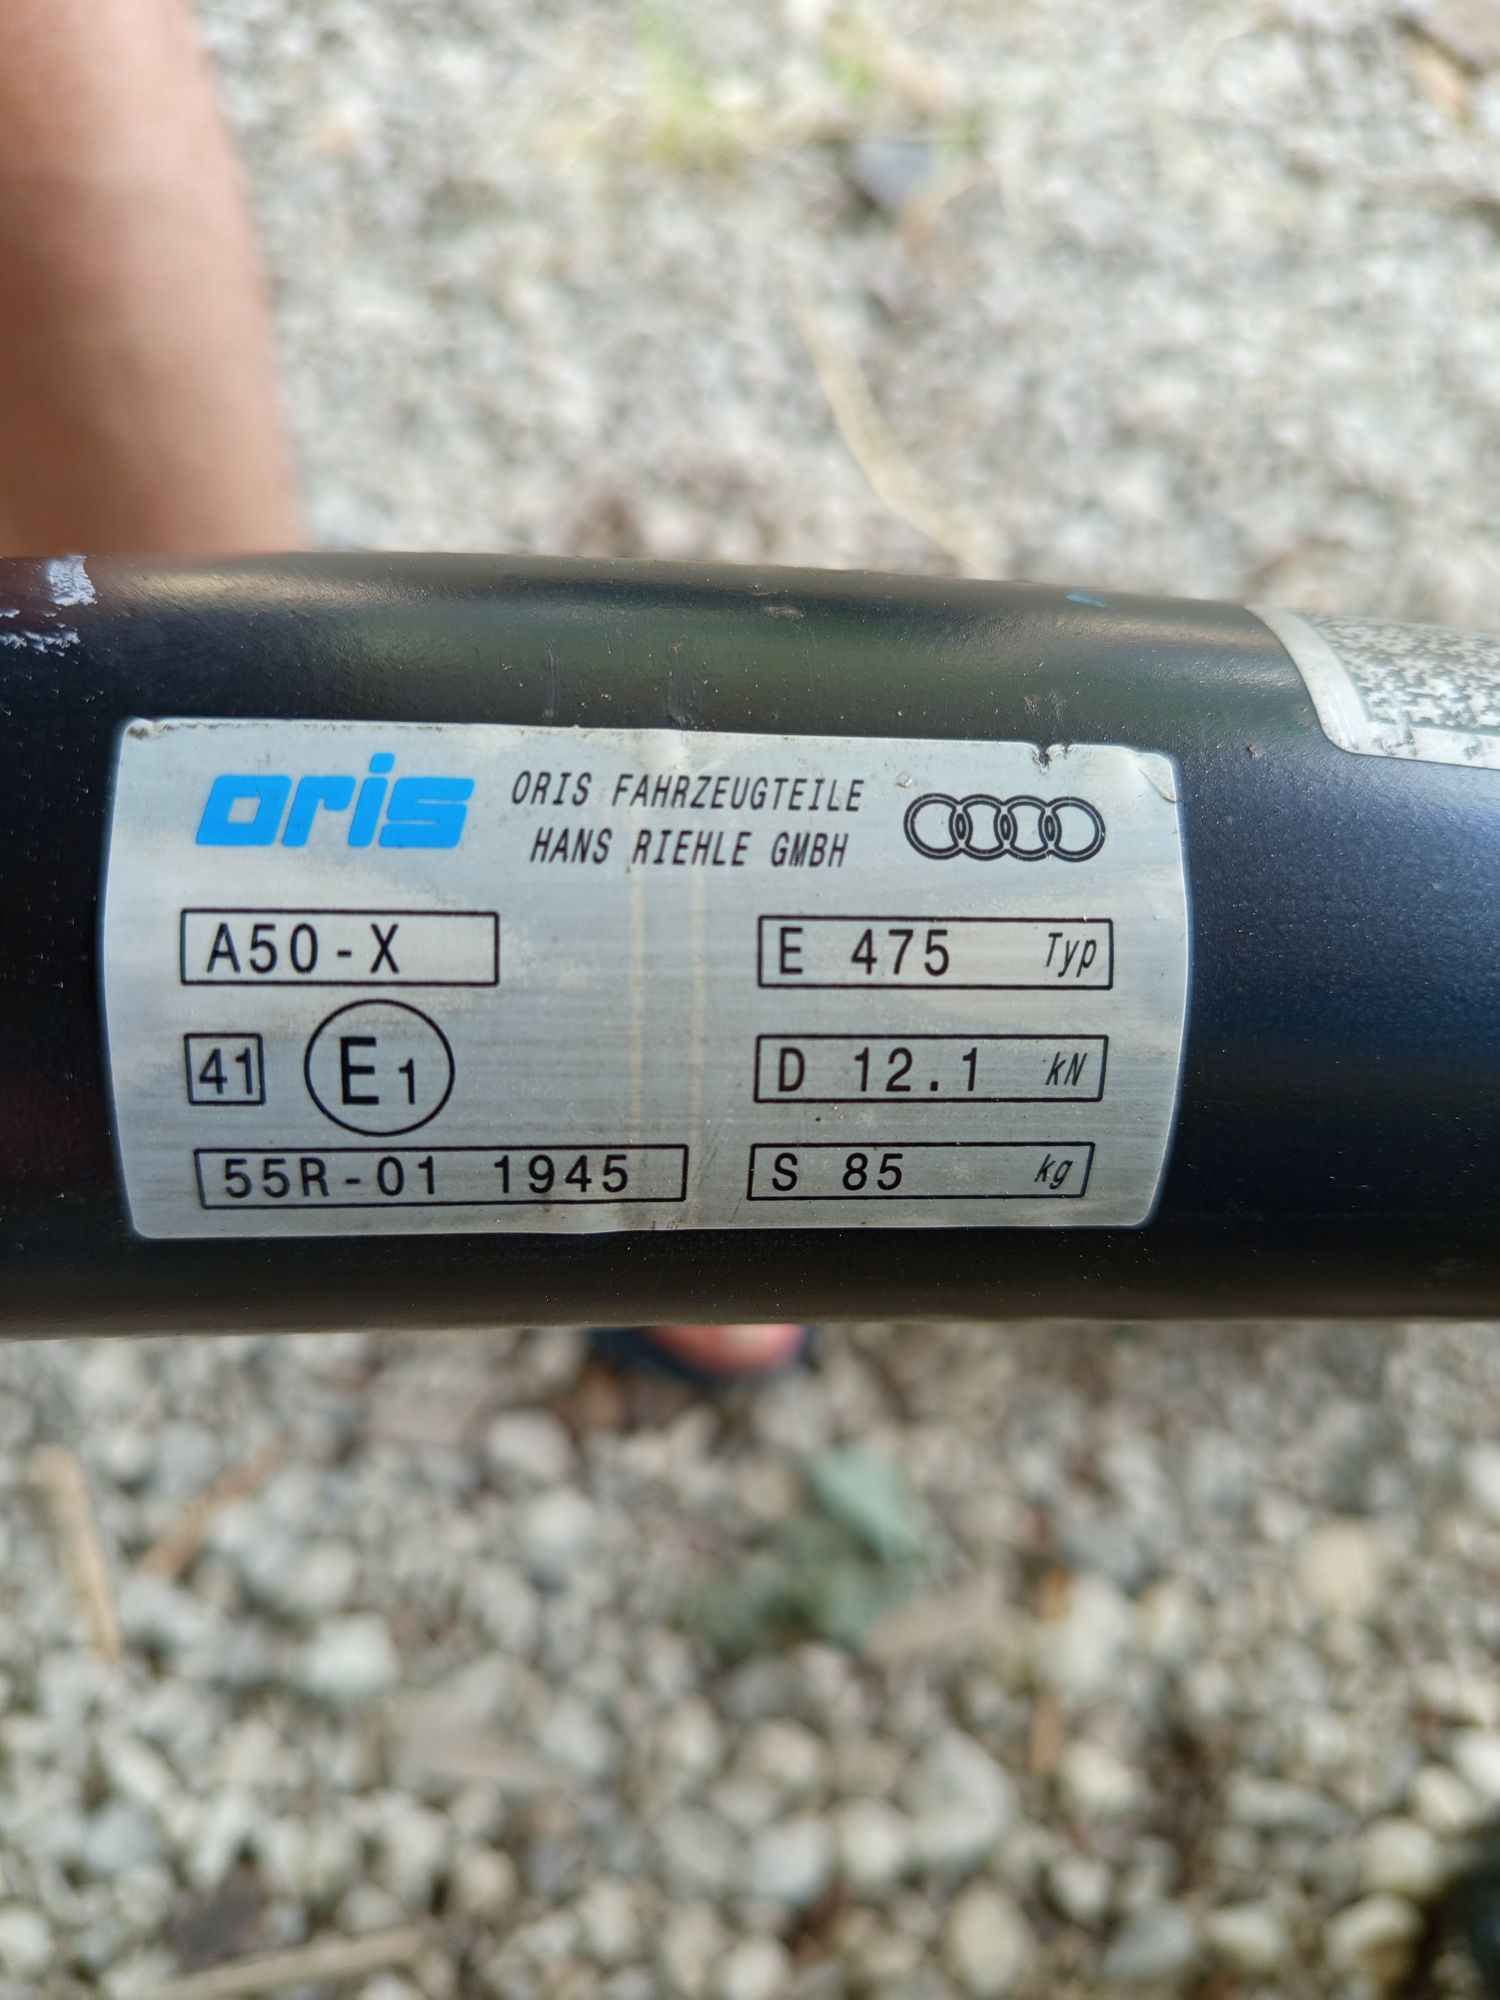 oris
ORIS FAHRZEUGTEILE
HANS RIEHLE GMBH
A50-X
E 475 Typ
41 E1
D 12.1 kN
55R-01 1945
S 85 kg